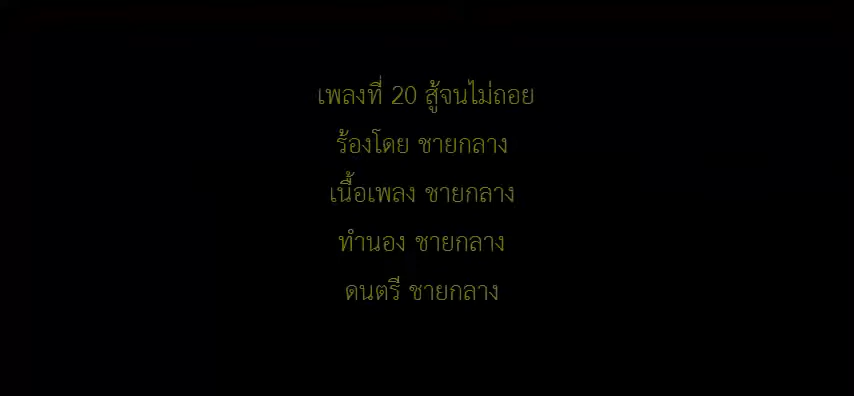 เพลงที่ 20 สู้จนไม่ถอย
ร้องโดย ชายกลาง
เนื้อเพลง ชายกลาง
ทำนอง ชายกลาง
ดนตรี ชายกลาง